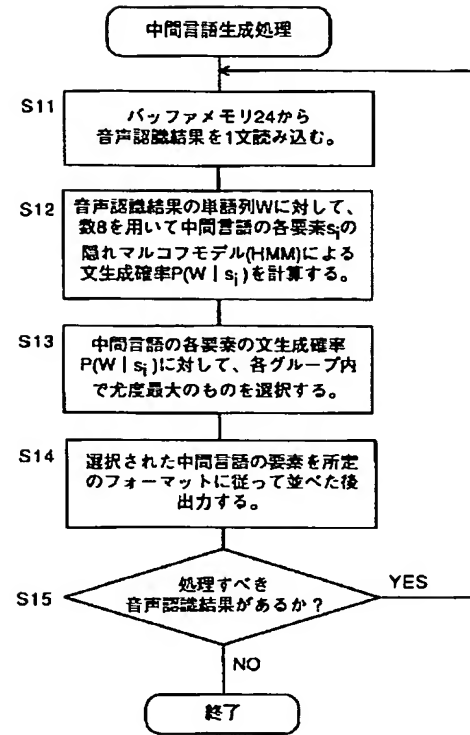 中間言語生成処理
S11
バッファメモリ24から
音声認識結果を1文読み込む。
S12
音声認識結果の単語列Wに対して、
数8を用いて中間言語の各要素siの
隠れマルコフモデル(HMM)による
文生成確率P(W｜si)を計算する。
S13
中間言語の各要素の文生成確率
P(W｜si)に対して、各グループ内
で尤度最大のものを選択する。
S14
選択された中間言語の要素を所定
のフォーマットに従って並べた後
出力する。
S15
処理すべき
音声認識結果があるか？
YES
NO
終了